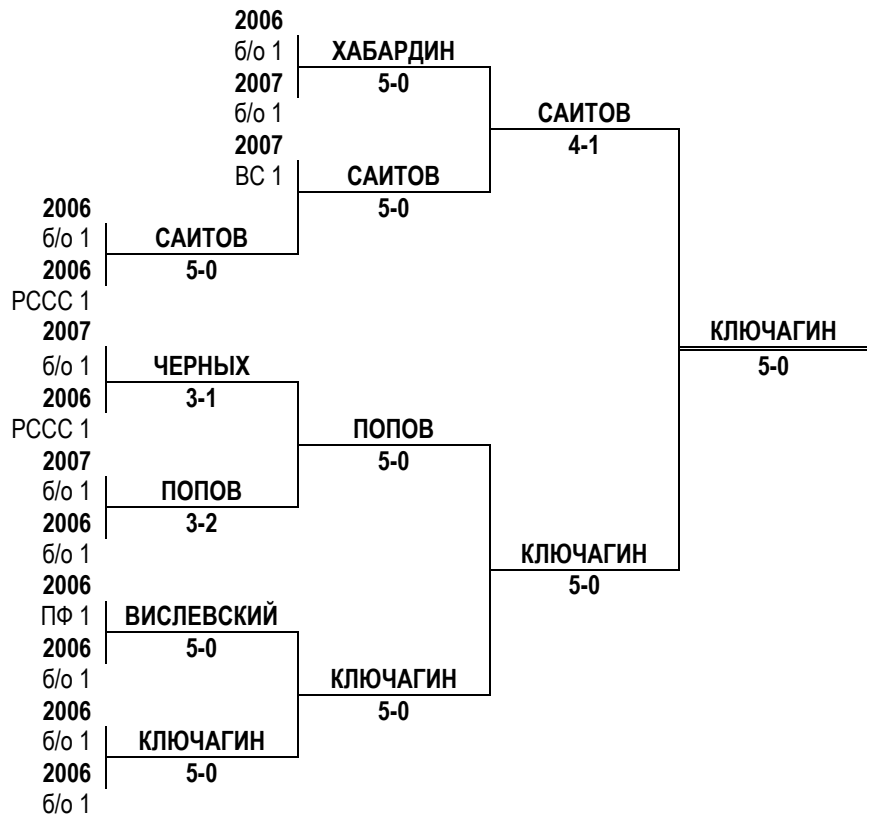 2006
б/о 1 ХАБАРДИН
2007 5-0
б/о 1 САИТОВ
2007 4-1
ВС 1 САИТОВ
5-0
2006
б/о 1 САИТОВ
2006 5-0
РССС 1
2007 КЛЮЧАГИН
б/о 1 ЧЕРНЫХ 5-0
2006 3-1
РССС 1 ПОПОВ
2007 5-0
б/о 1 ПОПОВ
2006 3-2
б/о 1 КЛЮЧАГИН
2006 5-0
ПФ 1 ВИСЛЕВСКИЙ
2006 5-0
б/о 1 КЛЮЧАГИН
2006 5-0
б/о 1 КЛЮЧАГИН
2006 5-0
б/о 1